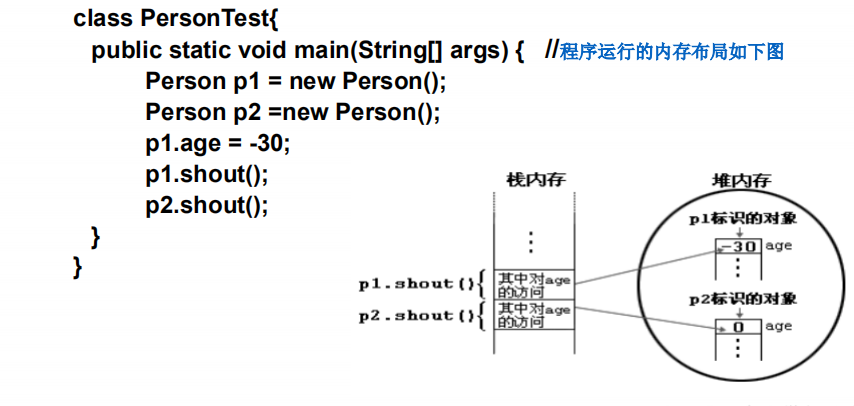 class PersonTest{
public static void main(String[] args) { //程序运行的内存布局如下图
Person p1 = new Person();
Person p2 =new Person();
p1.age = -30;
p1.shout();
p2.shout();
}
}
栈内存
堆内存
p1标识的对象
-30 age
p1.shout(){ 其中对age
的访问
p2标识的对象
p2.shout(){ 其中对age
的访问
0 age